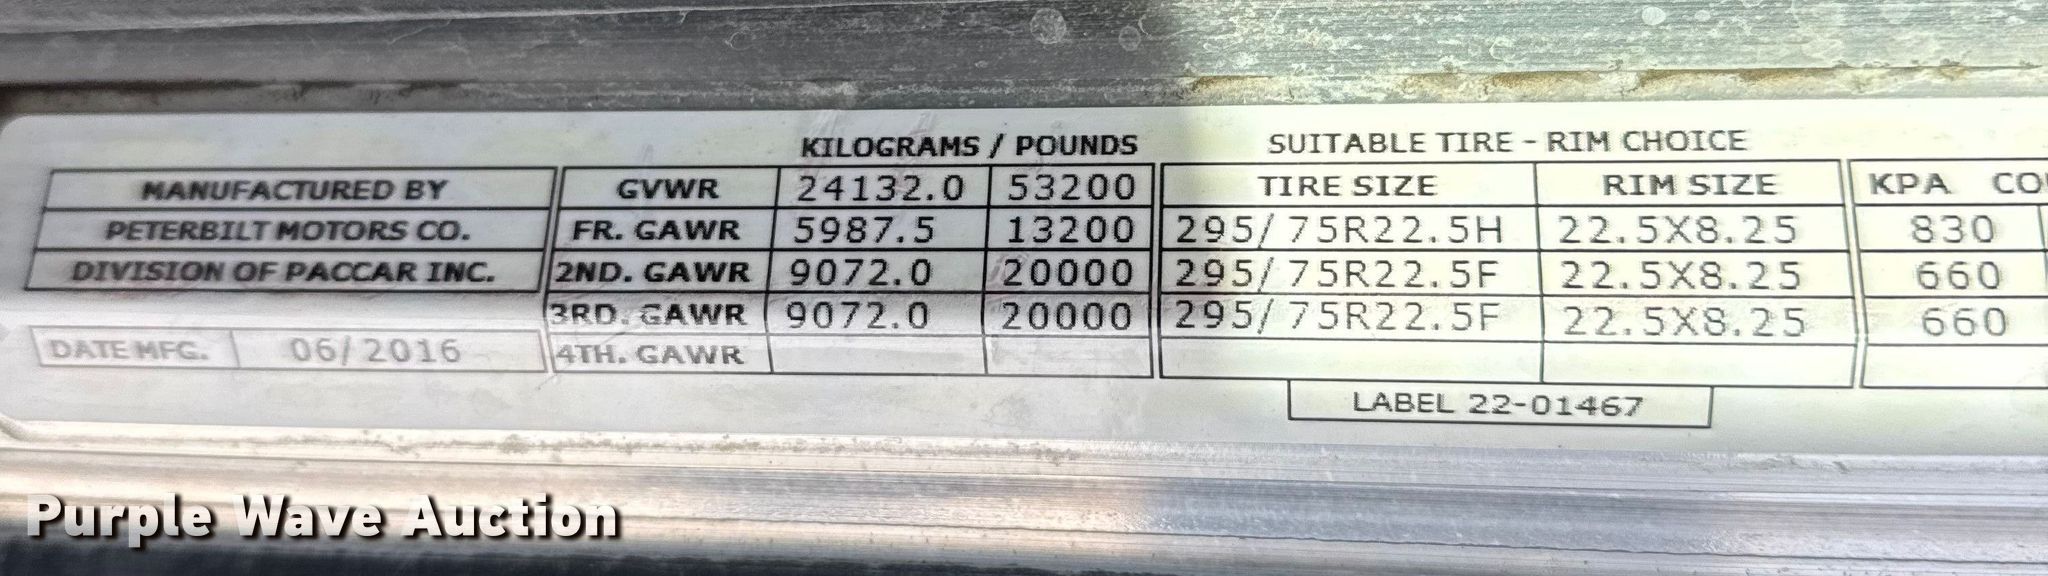 KILOGRAMS / POUNDS SUITABLE TIRE - RIM CHOICE
MANUFACTURED BY GVWR 24132.0 53200 TIRE SIZE RIM SIZE KPA
PETERBILT MOTORS CO. FR. GAWR 5987.5 13200 295/75R22.5H 22.5X8.25 830
DIVISION OF PACCAR INC. 2ND. GAWR 9072.0 20000 295/75R22.5F 22.5X8.25 660
3RD. GAWR 9072.0 20000 295/75R22.5F 22.5X8.25 660
DATE MFG. 06/2016 4TH. GAWR
LABEL 22-01467
Purple Wave Auction